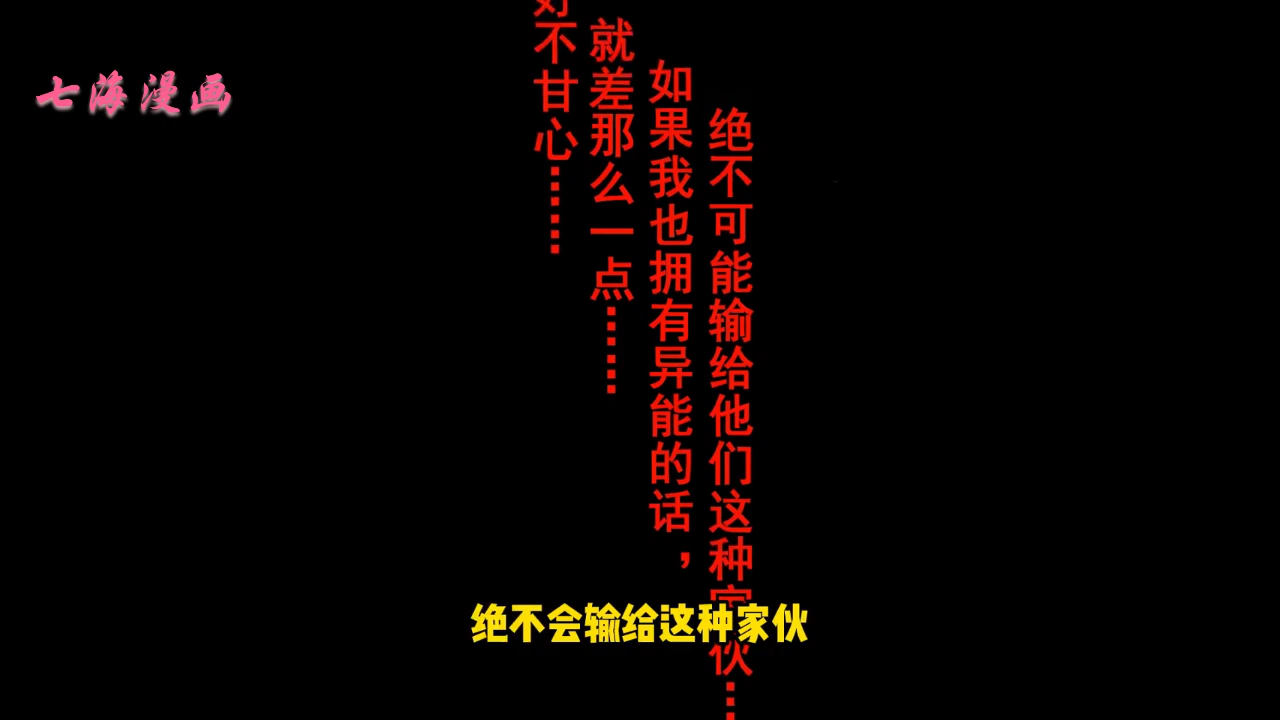 七海漫画
好不甘心……
就差那么一点……
如果我也拥有异能的话，
绝不可能输给他们这种家伙…
绝不会输给这种家伙